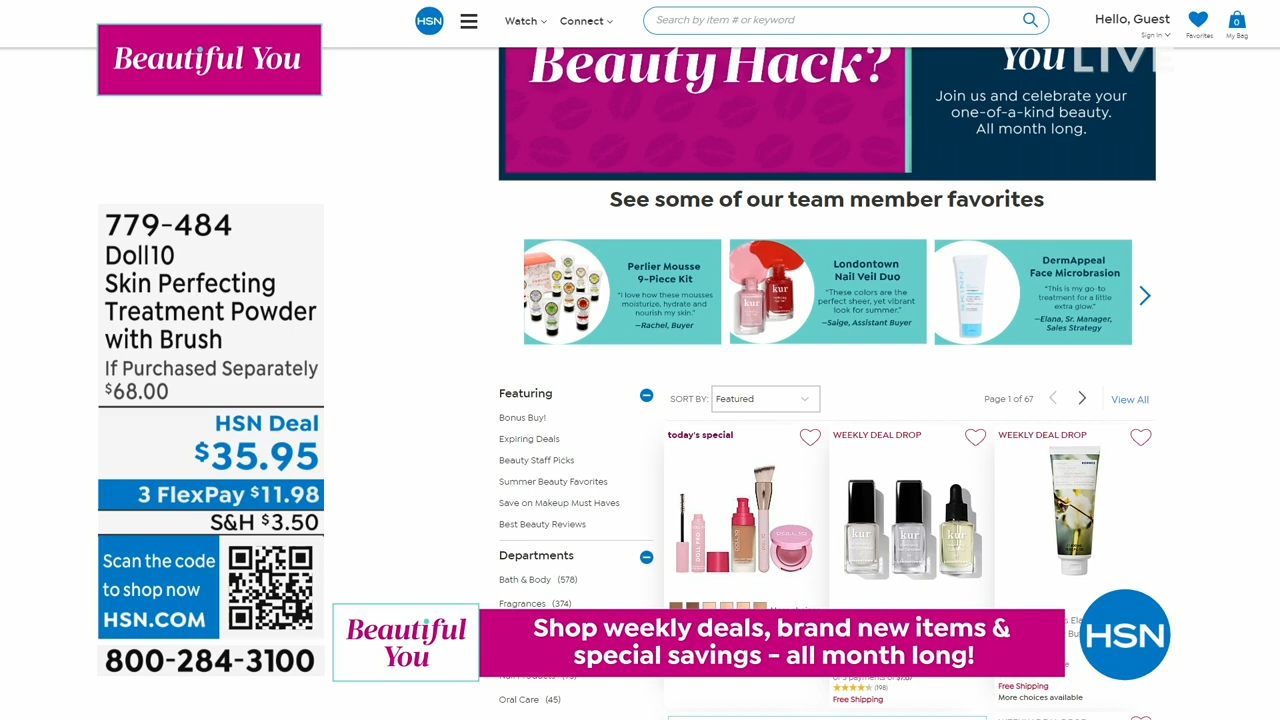 HSN
Watch
Connect
Search by item # or keyword
Hello, Guest
Sign in
Favorites
0
My Bag
Beautiful You
Beauty Hack?
You
LIVE
Join us and celebrate your
one-of-a-kind beauty.
All month long.
See some of our team member favorites
Perlier Mousse
9-Piece Kit
"I love how these mousses
moisturize, hydrate and
nourish my skin."
—Rachel, Buyer
Londontown
Nail Veil Duo
"These colors are the
perfect sheer, yet vibrant
look for summer."
—Saige, Assistant Buyer
kur
kur
DermAppeal
Face Microbrasion
"This is my go-to
treatment for a little
extra glow."
—Elana, Sr. Manager,
Sales Strategy
779-484
Doll10
Skin Perfecting
Treatment Powder
with Brush
If Purchased Separately
$68.00
HSN Deal
$35.95
3 FlexPay $11.98
S&H $3.50
Scan the code
to shop now
HSN.COM
800-284-3100
Featuring
Bonus Buy!
Expiring Deals
Beauty Staff Picks
Summer Beauty Favorites
Save on Makeup Must Haves
Best Beauty Reviews
Departments
Bath & Body (578)
Fragrances (374)
Oral Care (45)
SORT BY: Featured
Page 1 of 67
View All
today's special
WEEKLY DEAL DROP
WEEKLY DEAL DROP
kur
kur
kur
(198)
Free Shipping
Free Shipping
More choices available
Beautiful
You
Shop weekly deals, brand new items &
special savings - all month long!
HSN